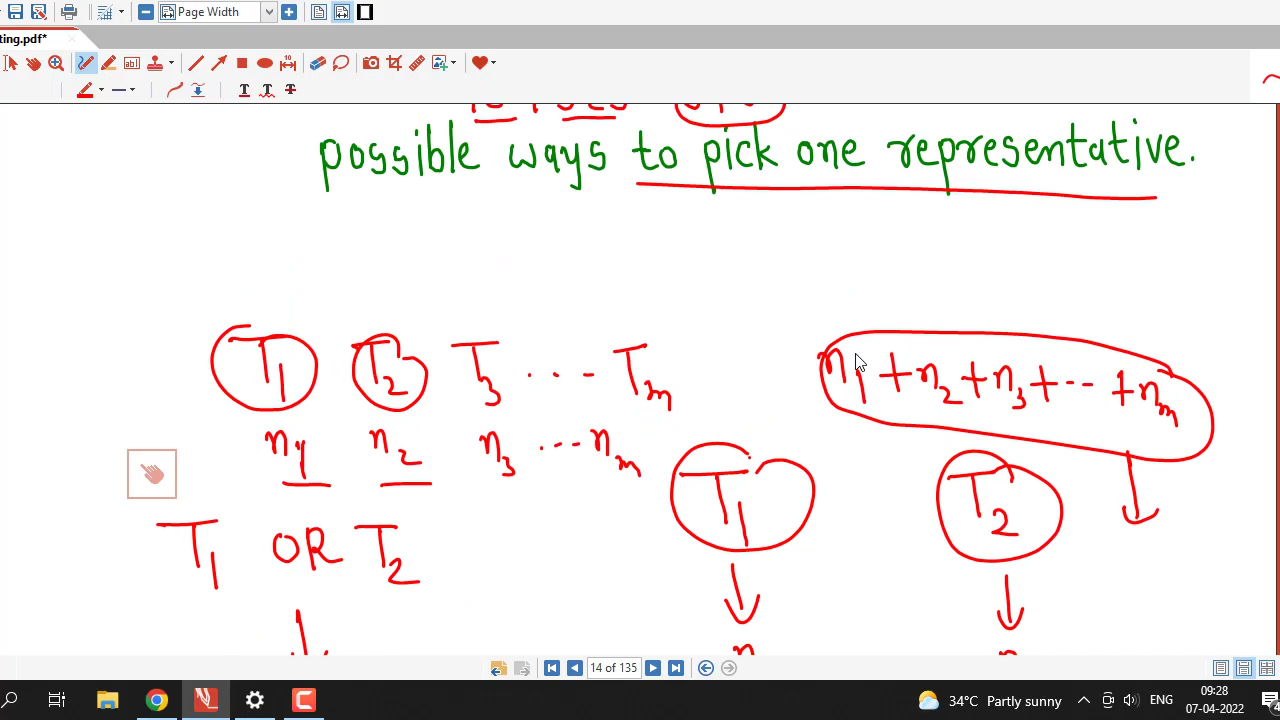 Page Width
ting.pdf*
10
T T T
possible ways to pick one representative.
T1 T2 T3 ... Tm
n1 + n2 + n3 + ... + nm
n1 n2 n3 ... nm
T1 T2
T1 OR T2
14 of 135
34°C Partly sunny
ENG
09:28
07-04-2022